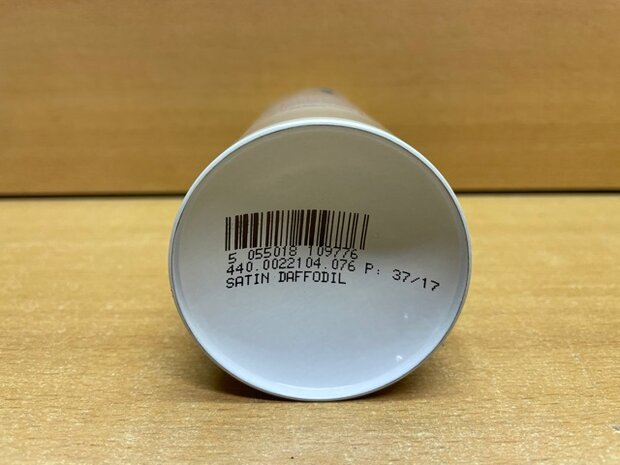 5 055018 109776
440.0022104.076 P: 37/17
SATIN DAFFODIL